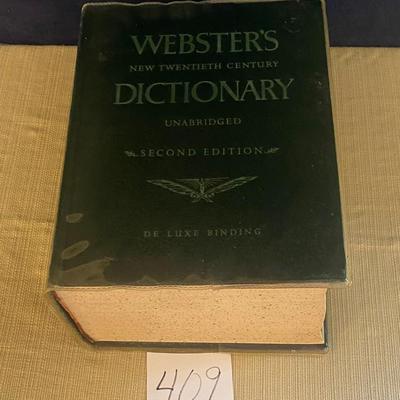 WEBSTER'S
NEW TWENTIETH CENTURY
DICTIONARY
UNABRIDGED
SECOND EDITION
DE LUXE BINDING
409